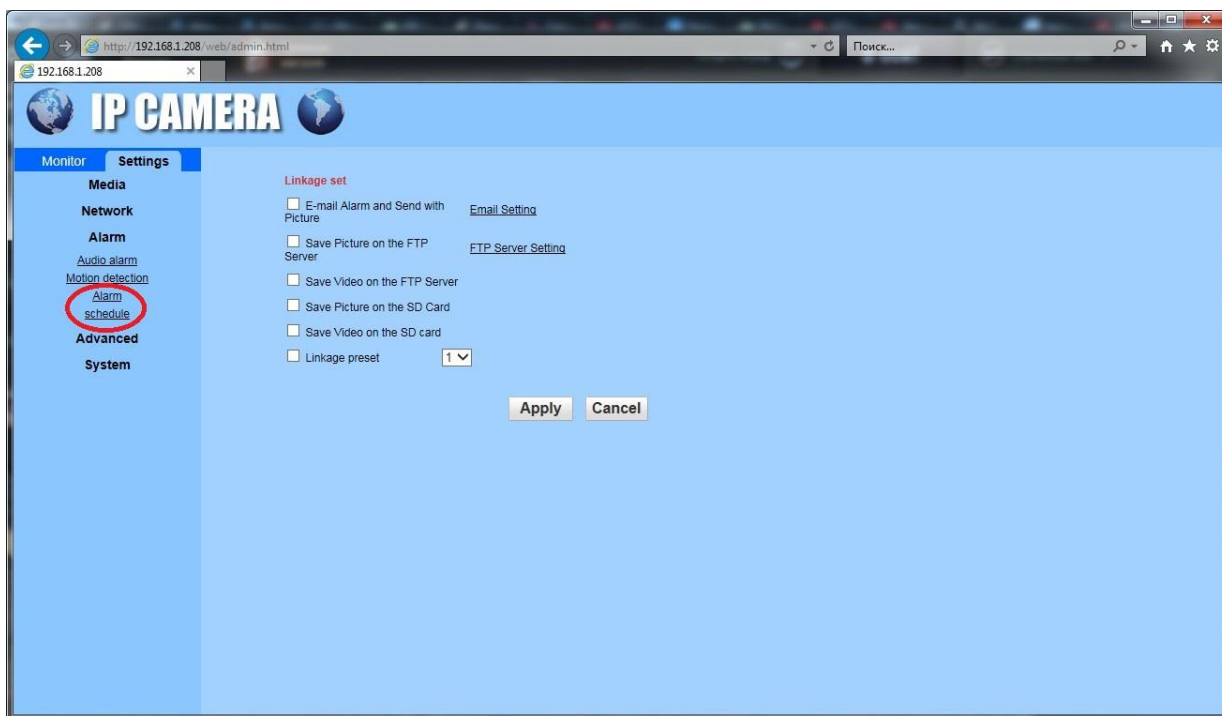 http://192.168.1.208/web/admin.html
Поиск...
192.168.1.208
IP CAMERA
Monitor
Settings
Media
Network
Alarm
Audio alarm
Motion detection
Alarm
schedule
Advanced
System
Linkage set
E-mail Alarm and Send with
Picture
Email Setting
Save Picture on the FTP
Server
FTP Server Setting
Save Video on the FTP Server
Save Picture on the SD Card
Save Video on the SD card
Linkage preset
1
Apply
Cancel